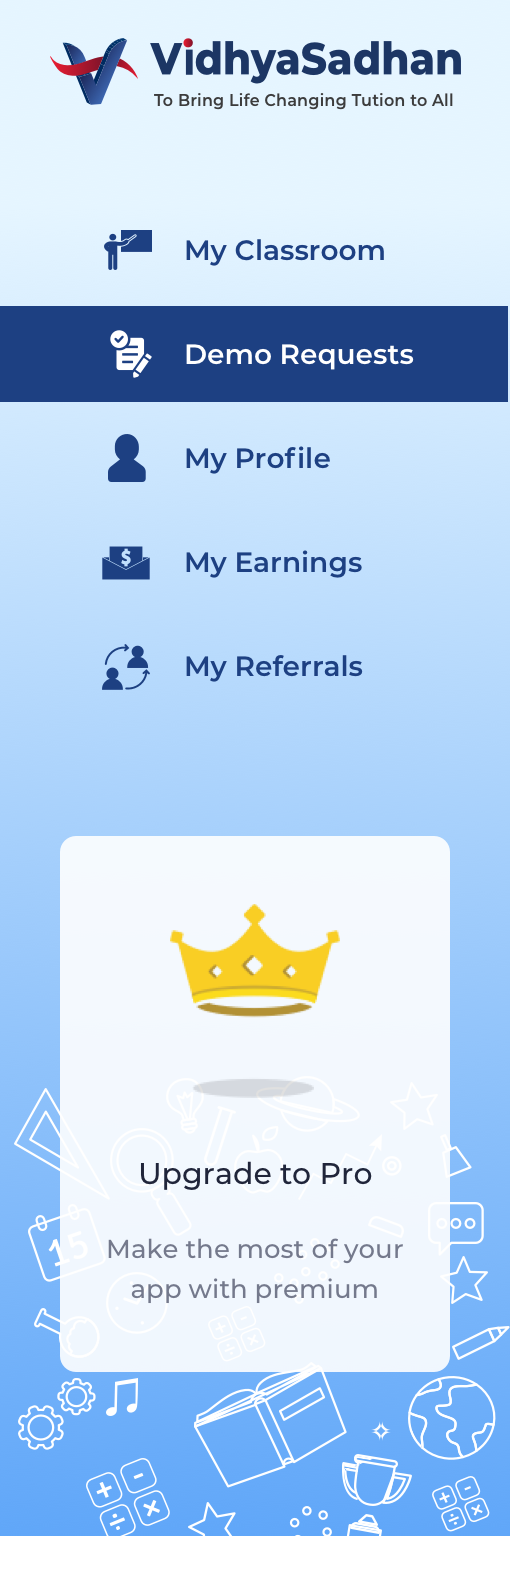 VidhyaSadhan
To Bring Life Changing Tution to All
My Classroom
Demo Requests
My Profile
$
My Earnings
My Referrals
Upgrade to Pro
15
Make the most of your
app with premium